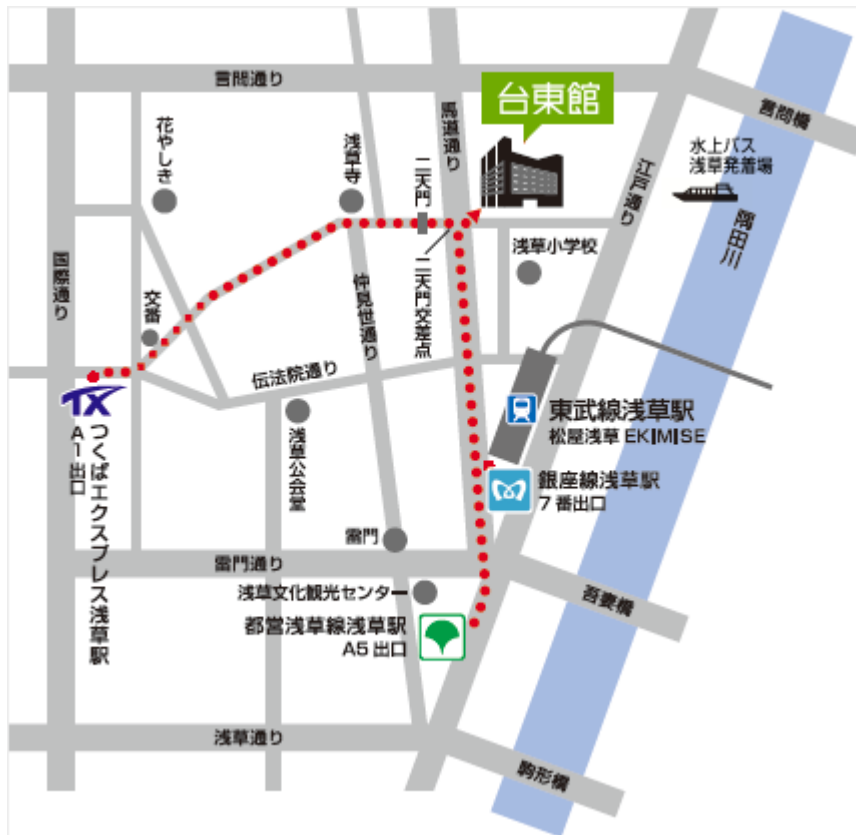 言問通り
台東館
言問橋
花やしき
浅草寺
二天門
馬道通り
江戸通り
水上バス
浅草発着場
隅田川
国際通り
交番
仲見世通り
二天門交差点
浅草小学校
伝法院通り
TX
つくばエクスプレス浅草駅
A1出口
浅草公会堂
東武線浅草駅
松屋浅草 EKIMISE
銀座線浅草駅
7番出口
雷門
雷門通り
浅草文化観光センター
吾妻橋
都営浅草線浅草駅
A5出口
浅草通り
駒形橋